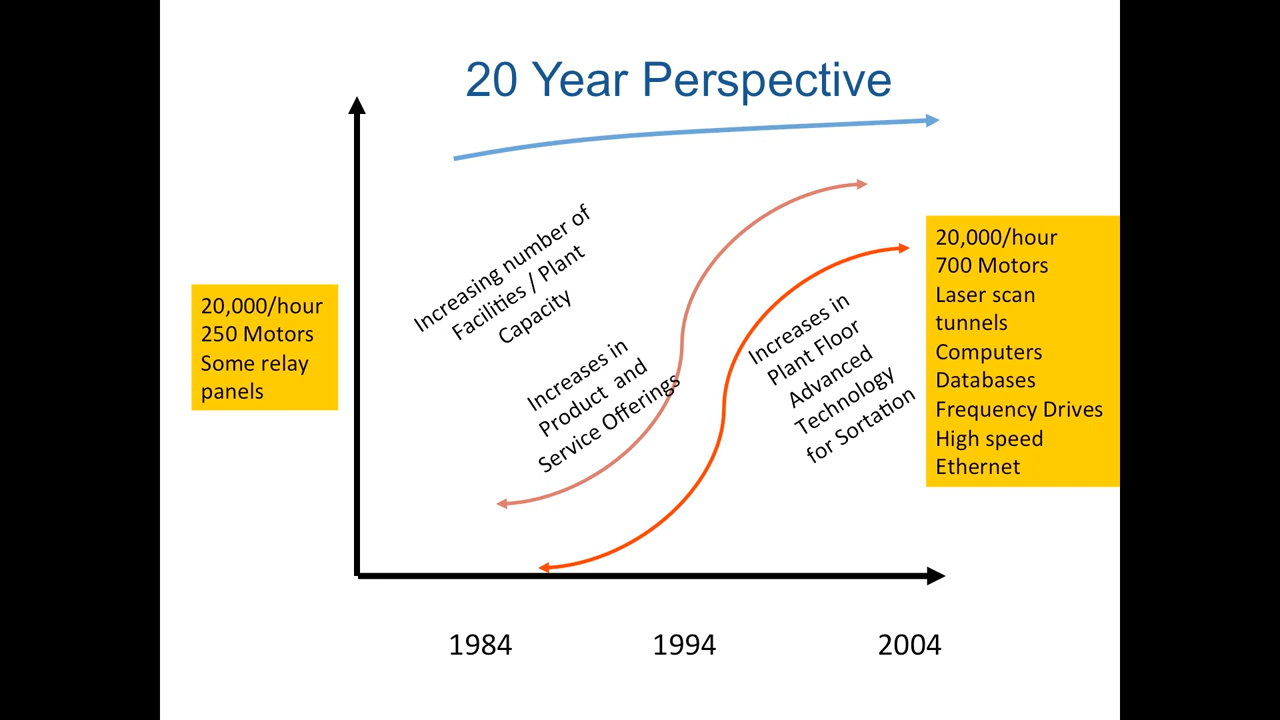 20 Year Perspective
Increasing number of
Facilities / Plant
Capacity
20,000/hour
250 Motors
Some relay
panels
Increases in
Product and
Service Offerings
Increases in
Plant Floor
Advanced
Technology
for Sortation
20,000/hour
700 Motors
Laser scan
tunnels
Computers
Databases
Frequency Drives
High speed
Ethernet
1984
1994
2004